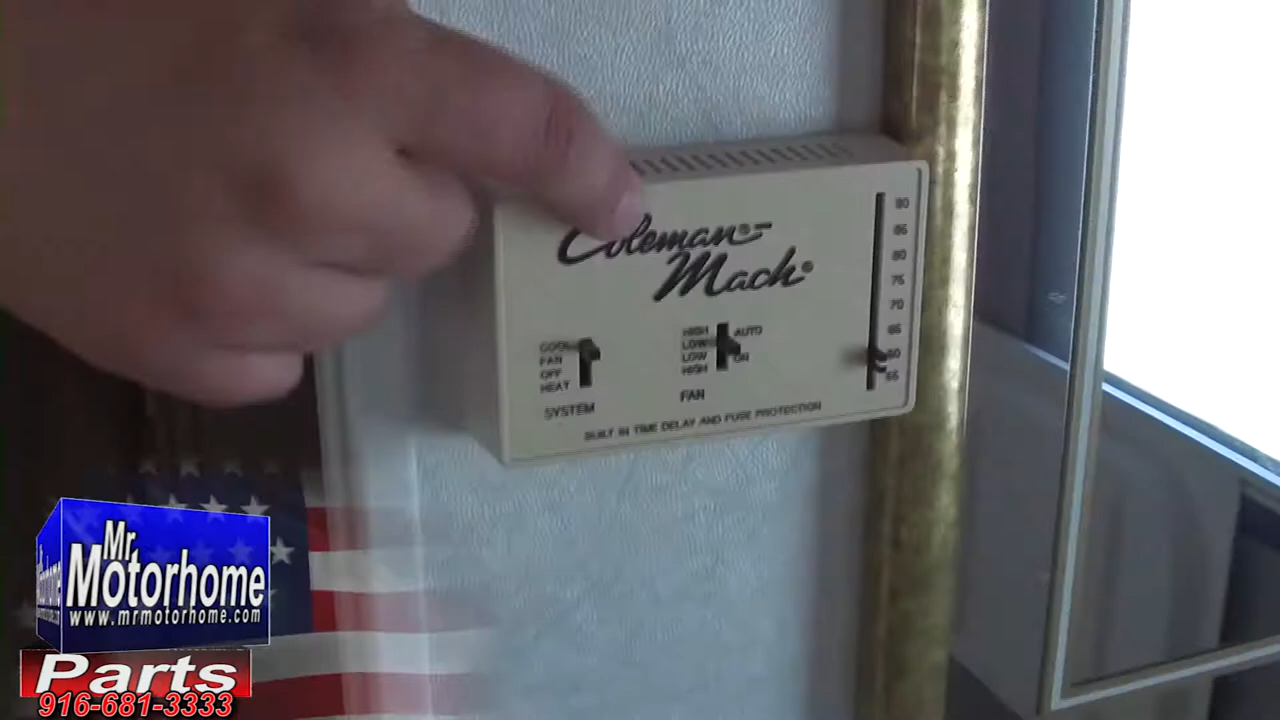 Coleman®-
Mach®
COOL
FAN
OFF
HEAT
SYSTEM
HIGH
LOW
LOW
HIGH
AUTO
ON
FAN
90
85
80
75
70
65
60
55
BUILT IN TIME DELAY AND FUSE PROTECTION
Mr.
Motorhome
www.mrmotorhome.com
Parts
916-681-3333